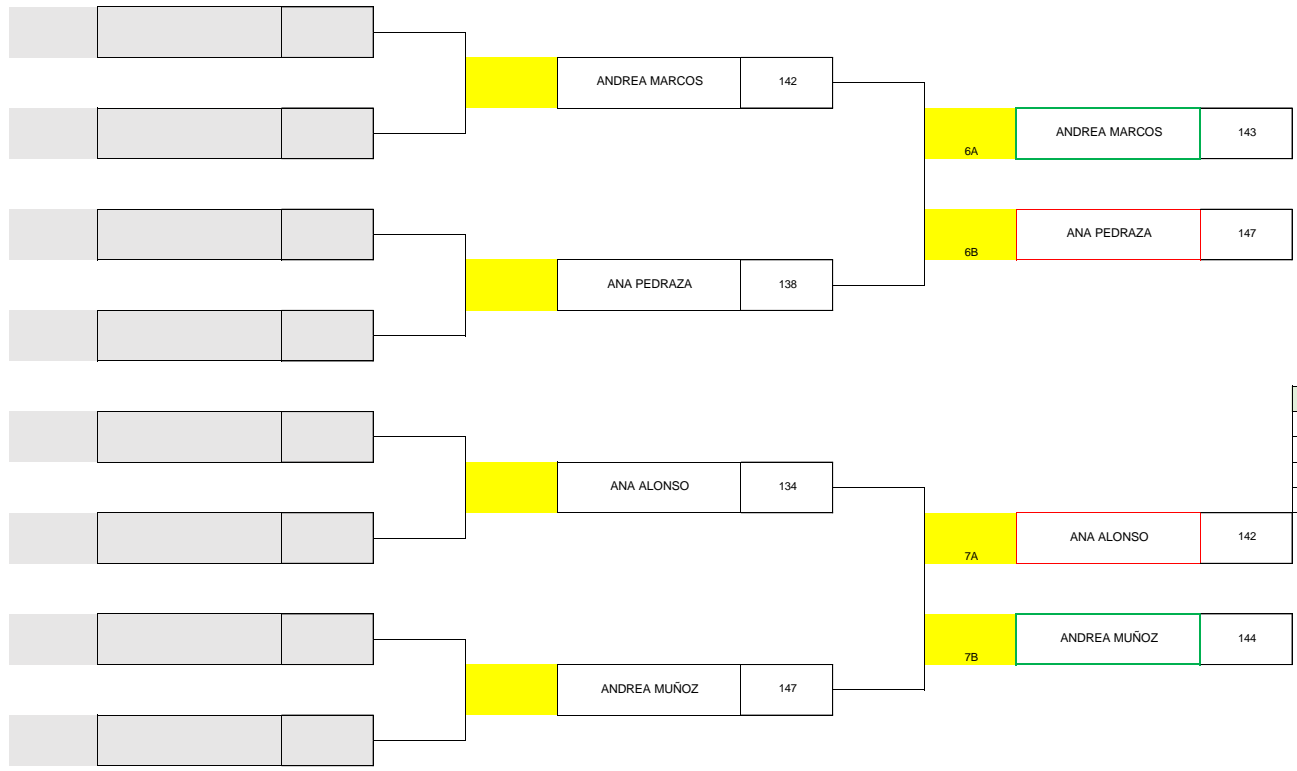 ANDREA MARCOS 142
ANDREA MARCOS 143
6A
ANA PEDRAZA 147
6B
ANA PEDRAZA 138
ANA ALONSO 134
ANA ALONSO 142
7A
ANDREA MUÑOZ 144
7B
ANDREA MUÑOZ 147